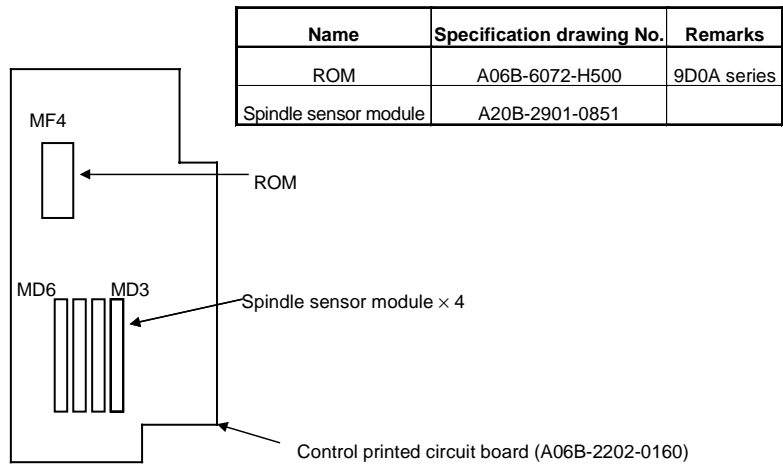 Name Specification drawing No. Remarks
ROM A06B-6072-H500 9D0A series
Spindle sensor module A20B-2901-0851
MF4
ROM
MD6 MD3
Spindle sensor module × 4
Control printed circuit board (A06B-2202-0160)